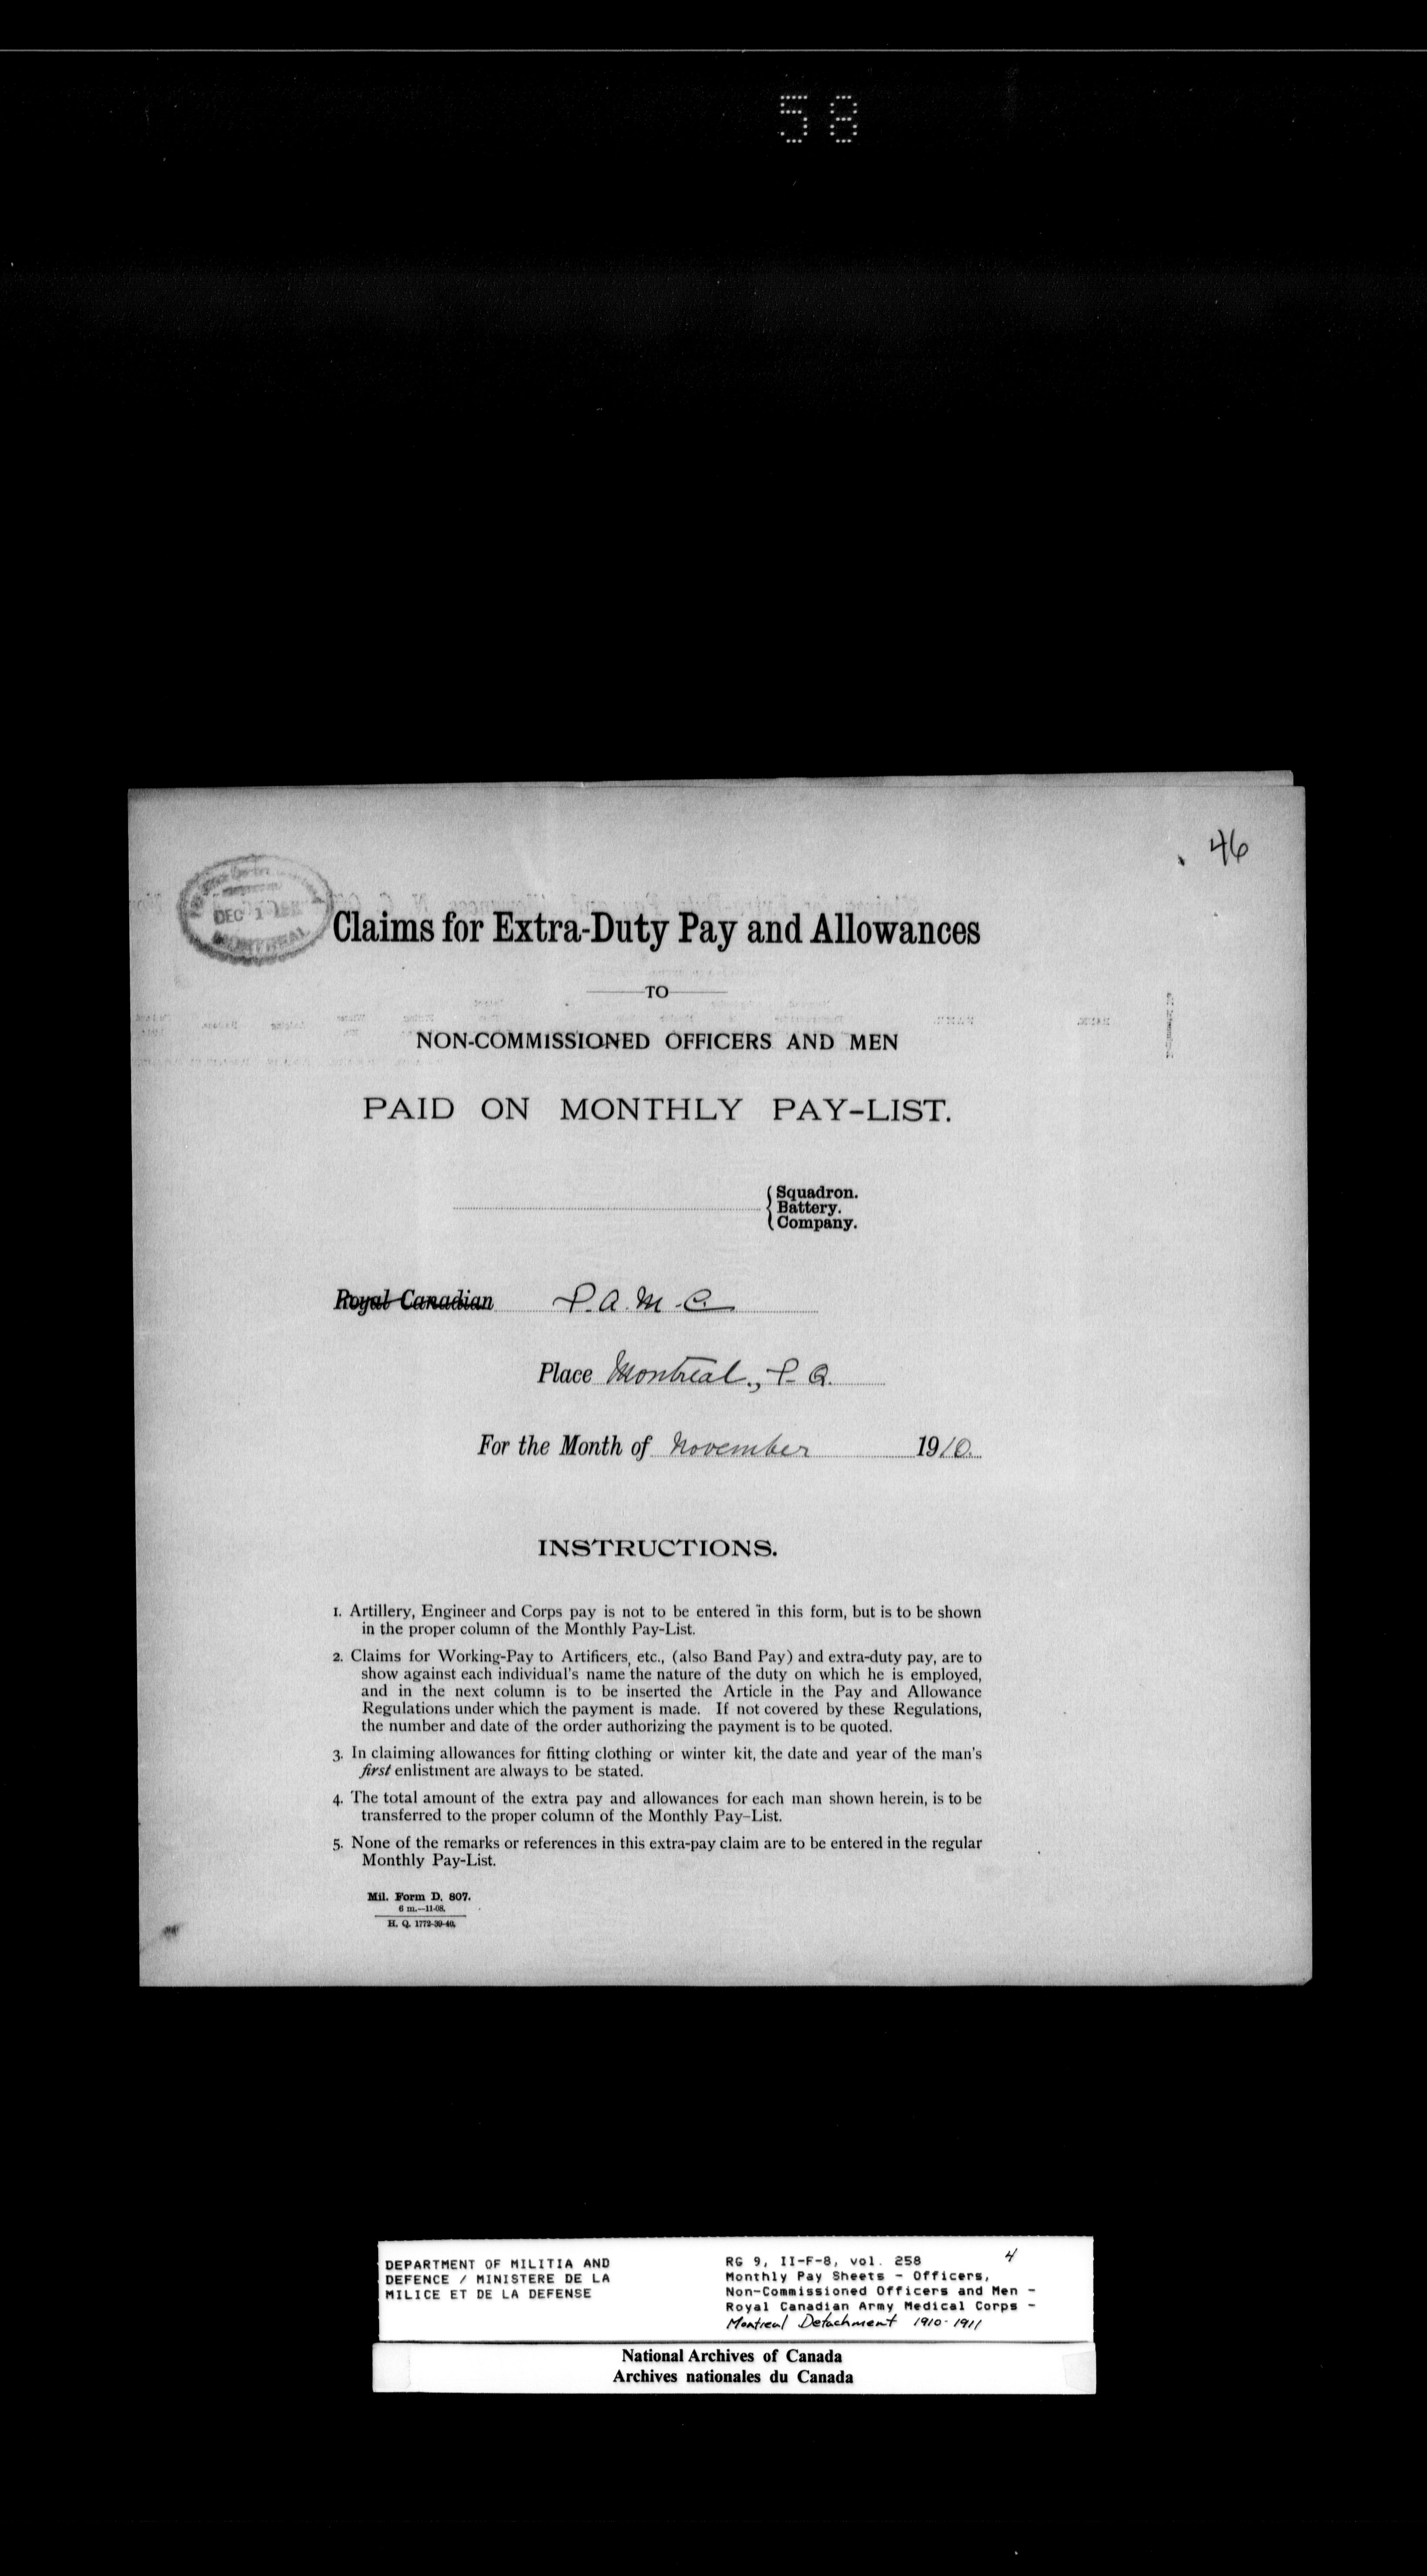 58
46
DEC 1
MONTREAL
Claims for Extra-Duty Pay and Allowances
TO
NON-COMMISSIONED OFFICERS AND MEN
PAID ON MONTHLY PAY-LIST.
Squadron.
Battery.
Company.
Royal Canadian P.A.M.C.
Place Montreal., P.Q.
For the Month of November 1910.
INSTRUCTIONS.
1. Artillery, Engineer and Corps pay is not to be entered in this form, but is to be shown
in the proper column of the Monthly Pay-List.
2. Claims for Working-Pay to Artificers, etc., (also Band Pay) and extra-duty pay, are to
show against each individual's name the nature of the duty on which he is employed,
and in the next column is to be inserted the Article in the Pay and Allowance
Regulations under which the payment is made. If not covered by these Regulations,
the number and date of the order authorizing the payment is to be quoted.
3. In claiming allowances for fitting clothing or winter kit, the date and year of the man's
first enlistment are always to be stated.
4. The total amount of the extra pay and allowances for each man shown herein, is to be
transferred to the proper column of the Monthly Pay-List.
5. None of the remarks or references in this extra-pay claim are to be entered in the regular
Monthly Pay-List.
Mil. Form D. 807.
6 m.—11-08.
H. Q. 1772-39-40.
DEPARTMENT OF MILITIA AND
DEFENCE / MINISTERE DE LA
MILICE ET DE LA DEFENSE
RG 9, II-F-8, vol. 258 4
Monthly Pay Sheets - Officers,
Non-Commissioned Officers and Men -
Royal Canadian Army Medical Corps -
Montreal Detachment 1910-1911
National Archives of Canada
Archives nationales du Canada